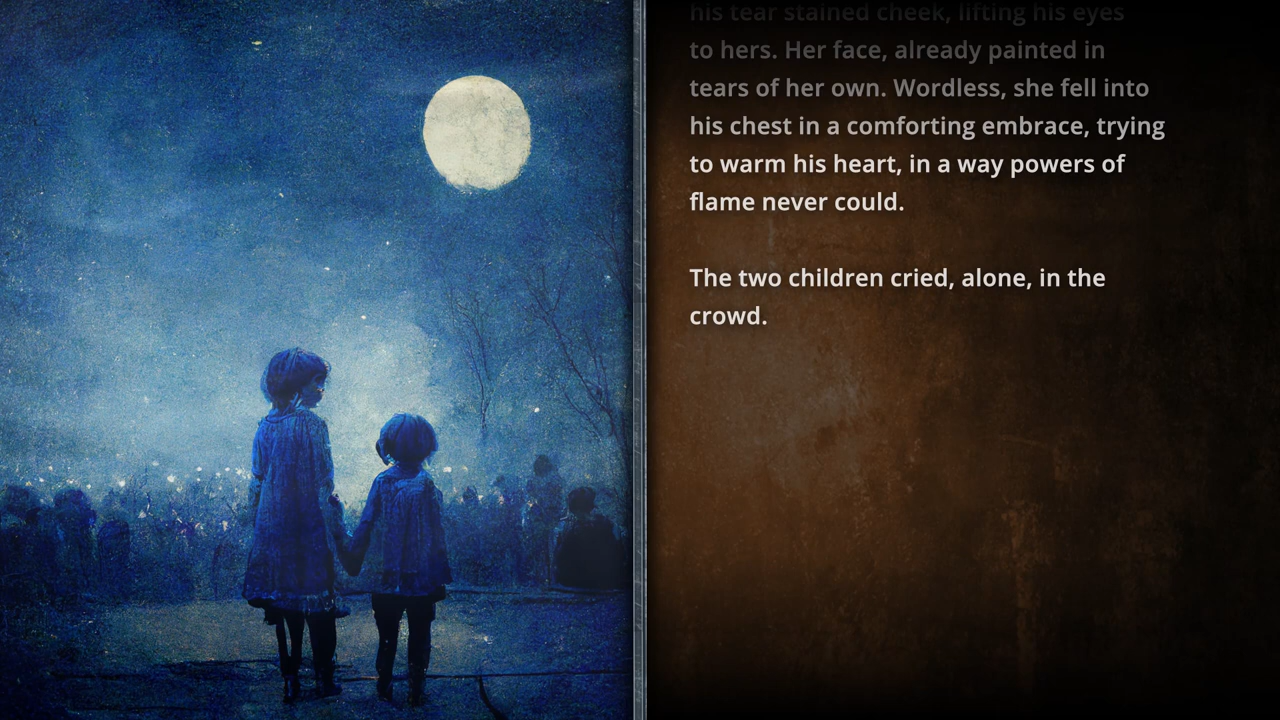 his tear stained cheek, lifting his eyes
to hers. Her face, already painted in
tears of her own. Wordless, she fell into
his chest in a comforting embrace, trying
to warm his heart, in a way powers of
flame never could.
The two children cried, alone, in the
crowd.